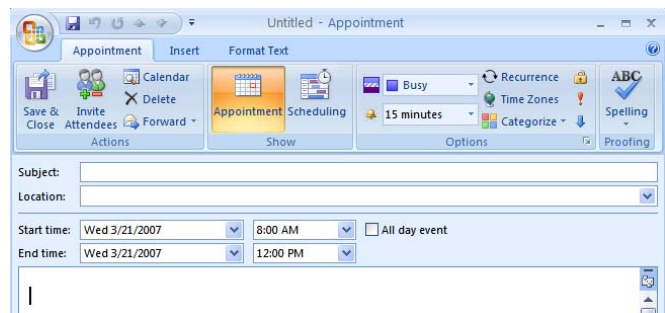 Untitled - Appointment
Appointment Insert Format Text
Calendar Busy Recurrence ABC
Delete Time Zones
Save & Close Invite Attendees Forward Appointment Scheduling 15 minutes Categorize Spelling
Actions Show Options Proofing
Subject:
Location:
Start time: Wed 3/21/2007 8:00 AM All day event
End time: Wed 3/21/2007 12:00 PM